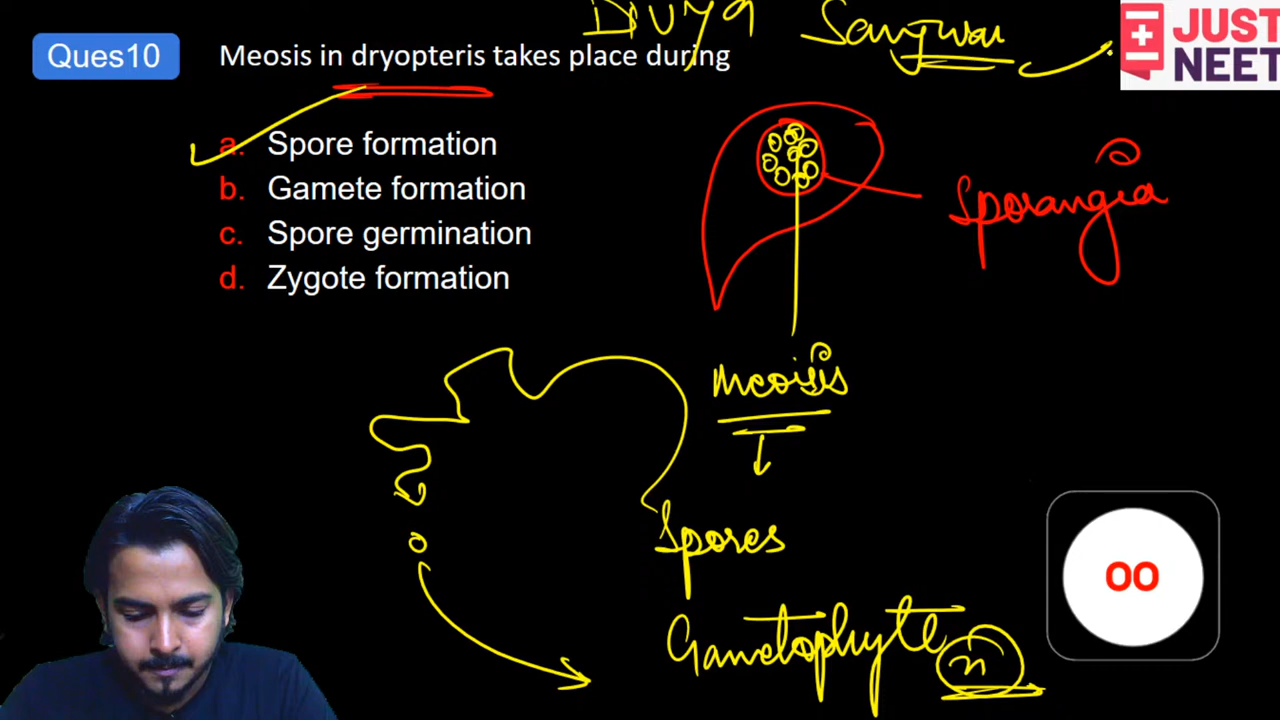 Divya Sangwan
JUST
NEET
Ques10 Meosis in dryopteris takes place during
a. Spore formation
b. Gamete formation
c. Spore germination
d. Zygote formation
Sporangia
Meoisis
Spores
Gametophyte n
00